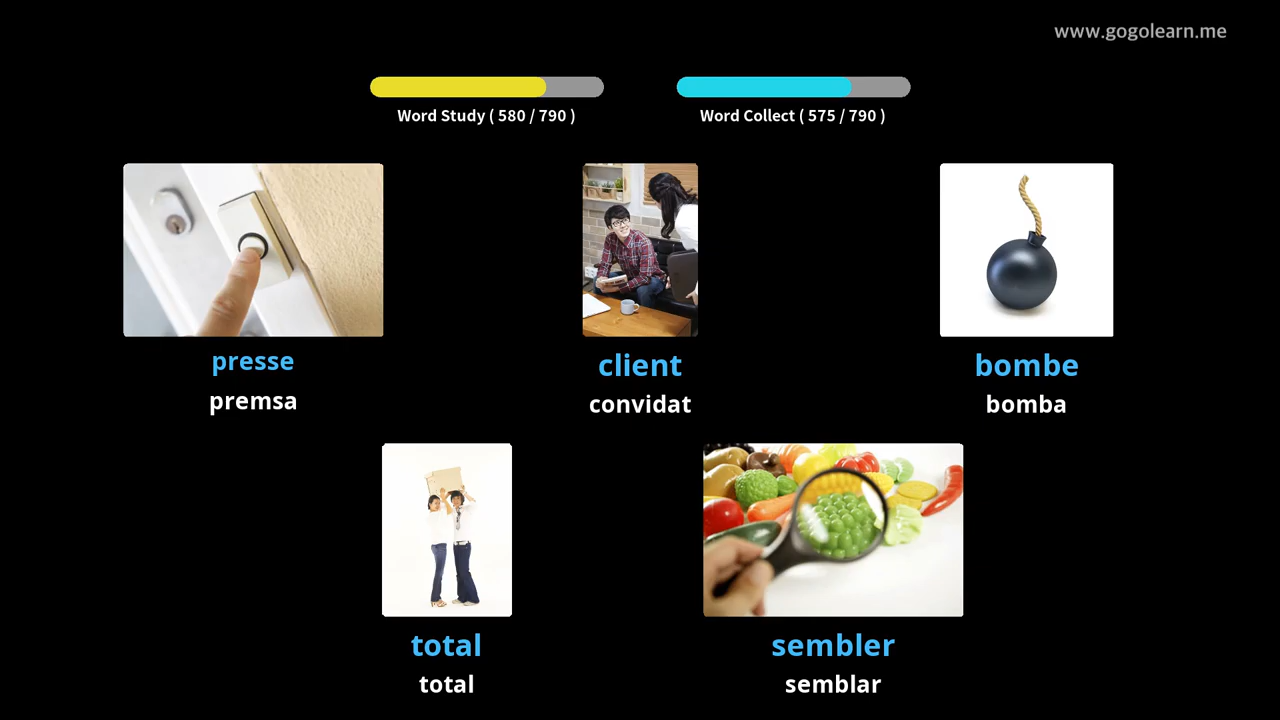 www.gogolearn.me
Word Study ( 580 / 790 )
Word Collect ( 575 / 790 )
presse
premsa
client
convidat
bombe
bomba
total
total
sembler
semblar